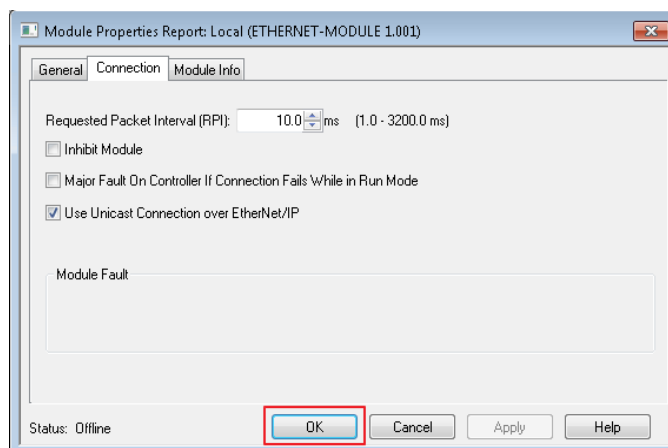 Module Properties Report: Local (ETHERNET-MODULE 1.001)
General Connection Module Info
Requested Packet Interval (RPI): 10.0 ms (1.0 - 3200.0 ms)
Inhibit Module
Major Fault On Controller If Connection Fails While in Run Mode
Use Unicast Connection over EtherNet/IP
Module Fault
Status: Offline OK Cancel Apply Help